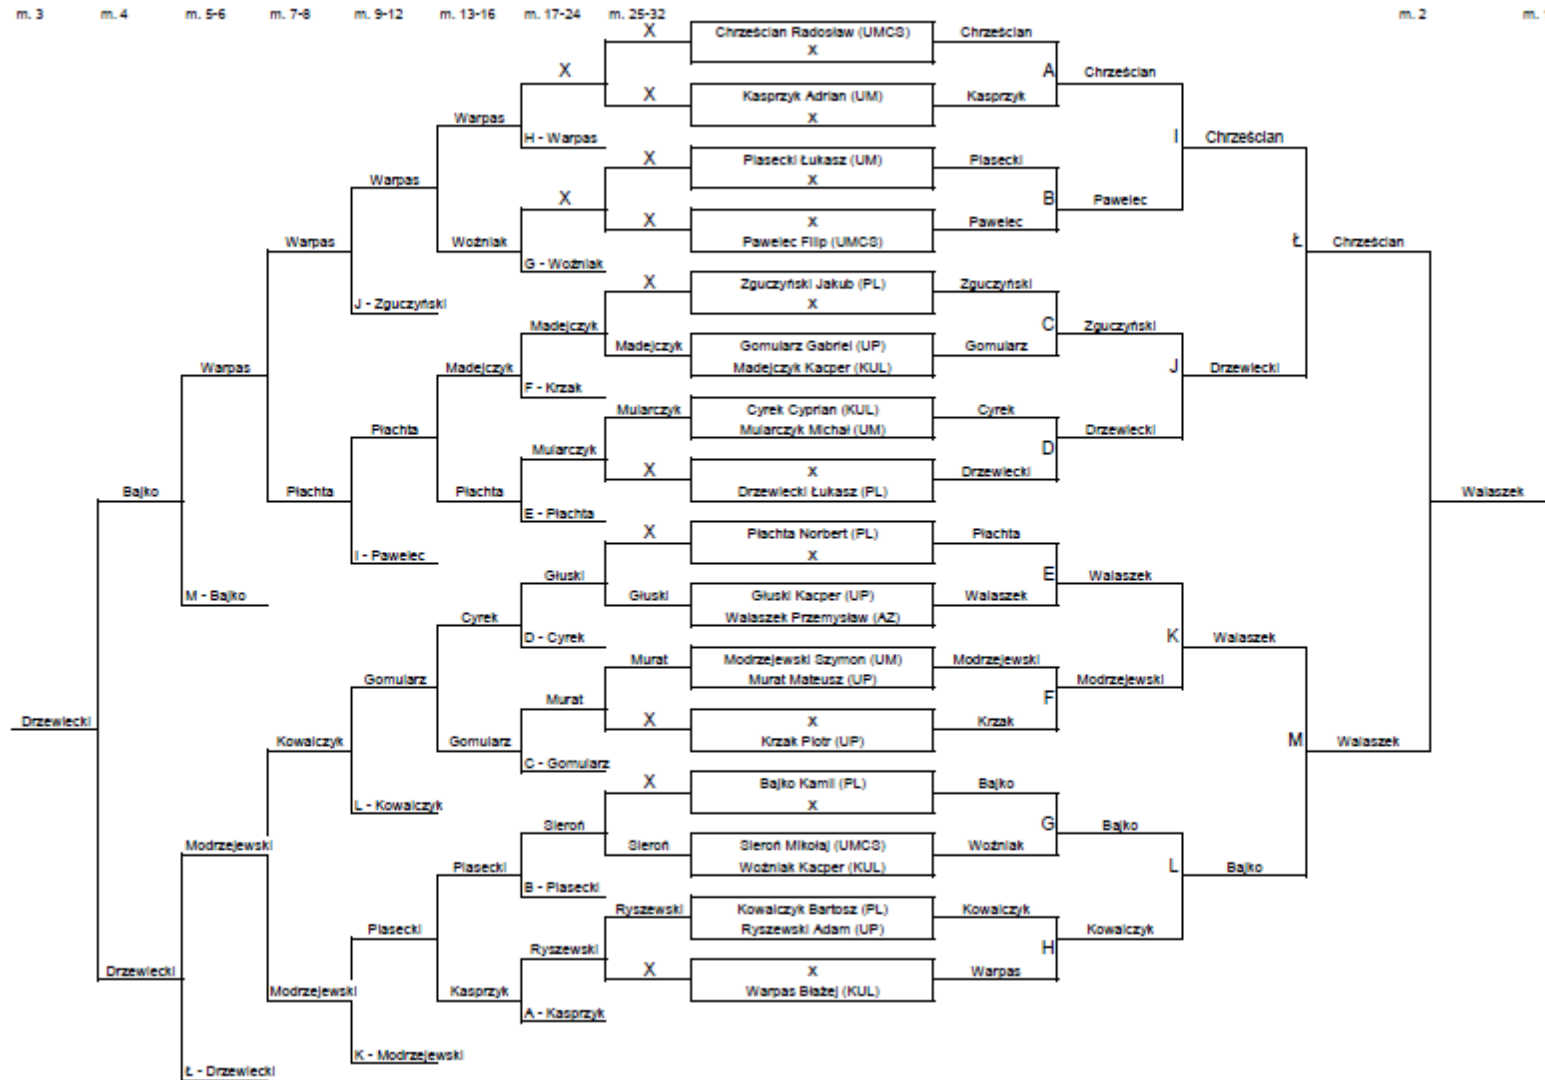 m. 3 m. 4 m. 5-6 m. 7-8 m. 9-12 m. 13-16 m. 17-24 m. 25-32 m. 2 m. 1
X Chrześcian Radosław (UMCS) Chrześcian
X
X A Chrześcian
X Kasprzyk Adrian (UM) Kasprzyk
Warpas X
H - Warpas I Chrześcian
X Piasecki Łukasz (UM) Piasecki
Warpas X
X B Pawelec
X X Pawelec
Warpas Woźniak Pawelec Filip (UMCS) Ł Chrześcian
G - Woźniak
X Zguczyński Jakub (PL) Zguczyński
J - Zguczyński X
Madejczyk C Zguczyński
Madejczyk Gomularz Gabriel (UP) Gomularz
Warpas Madejczyk Madejczyk Kacper (KUL) J Drzewiecki
F - Krzak
Mularczyk Cyrek Cyprian (KUL) Cyrek
Płachta Mularczyk Michał (UM) Drzewiecki
Mularczyk D
X X Drzewiecki
Bajko Płachta Płachta Drzewiecki Łukasz (PL) Walaszek
E - Płachta
X Płachta Norbert (PL) Płachta
I - Pawelec X
Głuski E Walaszek
M - Bajko Głuski Głuski Kacper (UP) Walaszek
Cyrek Walaszek Przemysław (AZ)
D - Cyrek K Walaszek
Murat Modrzejewski Szymon (UM) Modrzejewski
Gomularz Murat Mateusz (UP) Modrzejewski
Murat F
Drzewiecki X X Krzak
Kowalczyk Gomularz Krzak Piotr (UP) M Walaszek
C - Gomularz
X Bajko Kamil (PL) Bajko
L - Kowalczyk X
Sieroń G Bajko
Modrzejewski Sieroń Sieroń Mikołaj (UMCS) Woźniak
Piasecki Woźniak Kacper (KUL) L Bajko
B - Piasecki
Ryszewski Kowalczyk Bartosz (PL) Kowalczyk
Piasecki Ryszewski Adam (UP) Kowalczyk
Ryszewski H
Drzewiecki X X Warpas
Modrzejewski Kasprzyk Warpas Błażej (KUL)
A - Kasprzyk
K - Modrzejewski
Ł - Drzewiecki